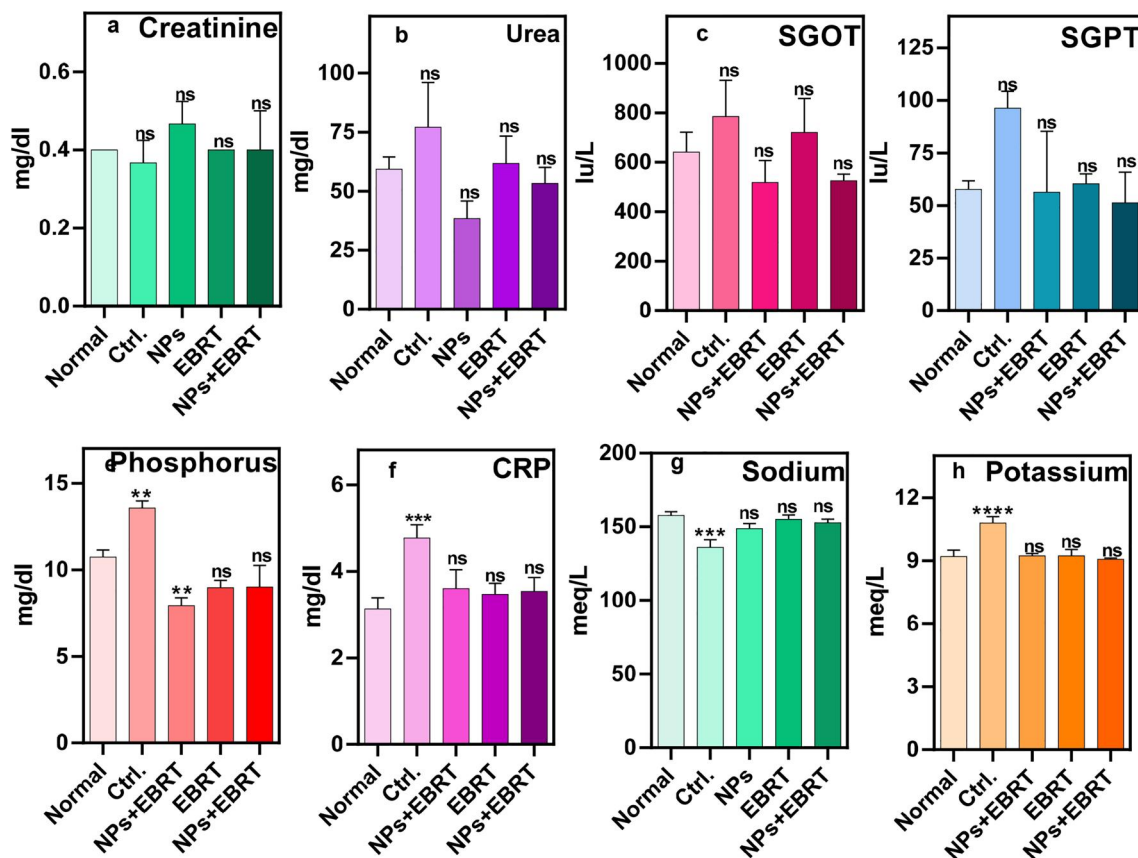 a Creatinine
mg/dl
0.6
0.4
0.2
0.0
ns
ns
ns
ns
Normal
Ctrl.
NPs
EBRT
NPs+EBRT
b Urea
mg/dl
100
75
50
25
0
ns
ns
ns
ns
Normal
Ctrl.
NPs
EBRT
NPs+EBRT
c SGOT
Iu/L
1000
800
600
400
200
0
ns
ns
ns
ns
Normal
Ctrl.
NPs+EBRT
EBRT
NPs+EBRT
SGPT
Iu/L
125
100
75
50
25
0
ns
ns
ns
ns
Normal
Ctrl.
NPs+EBRT
EBRT
NPs+EBRT
e Phosphorus
mg/dl
15
10
5
0
**
**
ns
ns
Normal
Ctrl.
NPs+EBRT
EBRT
NPs+EBRT
f CRP
mg/dl
6
4
2
0
***
ns
ns
ns
Normal
Ctrl.
NPs+EBRT
EBRT
NPs+EBRT
g Sodium
meq/L
200
150
100
50
0
***
ns
ns
ns
Normal
Ctrl.
NPs
EBRT
NPs+EBRT
h Potassium
meq/L
12
9
6
3
0
****
ns
ns
ns
Normal
Ctrl.
NPs+EBRT
EBRT
NPs+EBRT